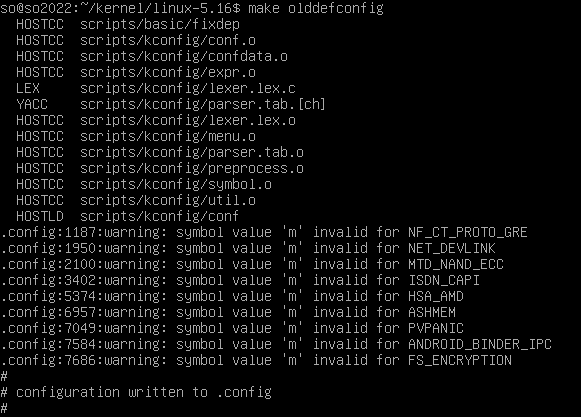 so@so2022:~/kernel/linux-5.16$ make olddefconfig
  HOSTCC  scripts/basic/fixdep
  HOSTCC  scripts/kconfig/conf.o
  HOSTCC  scripts/kconfig/confdata.o
  HOSTCC  scripts/kconfig/expr.o
  LEX     scripts/kconfig/lexer.lex.c
  YACC    scripts/kconfig/parser.tab.[ch]
  HOSTCC  scripts/kconfig/lexer.lex.o
  HOSTCC  scripts/kconfig/menu.o
  HOSTCC  scripts/kconfig/parser.tab.o
  HOSTCC  scripts/kconfig/preprocess.o
  HOSTCC  scripts/kconfig/symbol.o
  HOSTCC  scripts/kconfig/util.o
  HOSTLD  scripts/kconfig/conf
.config:1187:warning: symbol value 'm' invalid for NF_CT_PROTO_GRE
.config:1950:warning: symbol value 'm' invalid for NET_DEVLINK
.config:2100:warning: symbol value 'm' invalid for MTD_NAND_ECC
.config:3402:warning: symbol value 'm' invalid for ISDN_CAPI
.config:5374:warning: symbol value 'm' invalid for HSA_AMD
.config:6957:warning: symbol value 'm' invalid for ASHMEM
.config:7049:warning: symbol value 'm' invalid for PVPANIC
.config:7584:warning: symbol value 'm' invalid for ANDROID_BINDER_IPC
.config:7686:warning: symbol value 'm' invalid for FS_ENCRYPTION
#
# configuration written to .config
#